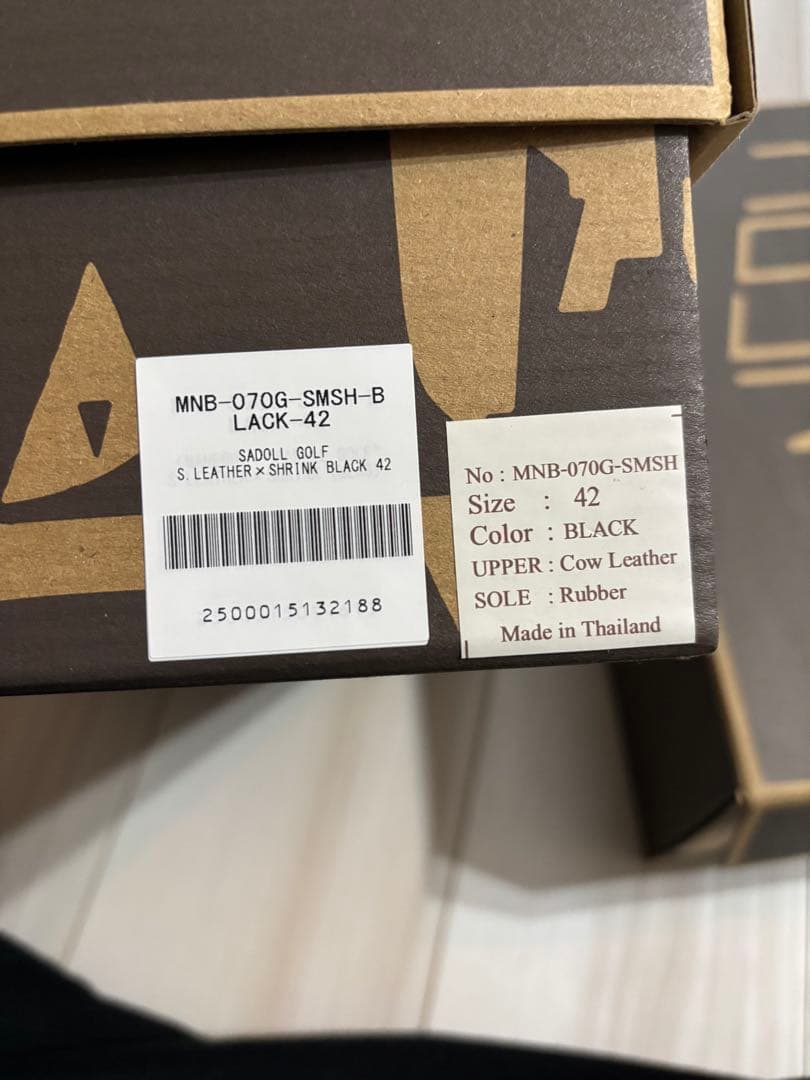 MNB-070G-SMSH-B
LACK-42
SADOLL GOLF
S.LEATHER×SHRINK BLACK 42
2500015132188
No : MNB-070G-SMSH
Size : 42
Color : BLACK
UPPER : Cow Leather
SOLE : Rubber
Made in Thailand